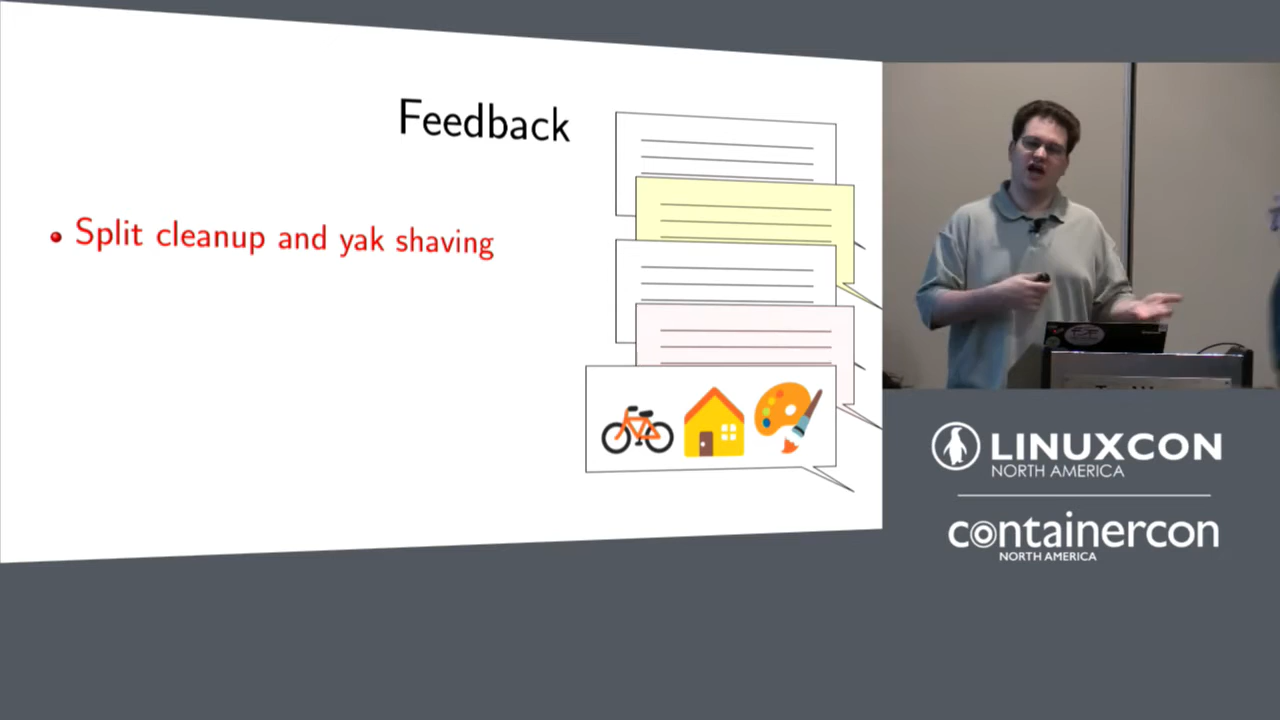 Feedback
Split cleanup and yak shaving
LINUXCON
NORTH AMERICA
containercon
NORTH AMERICA